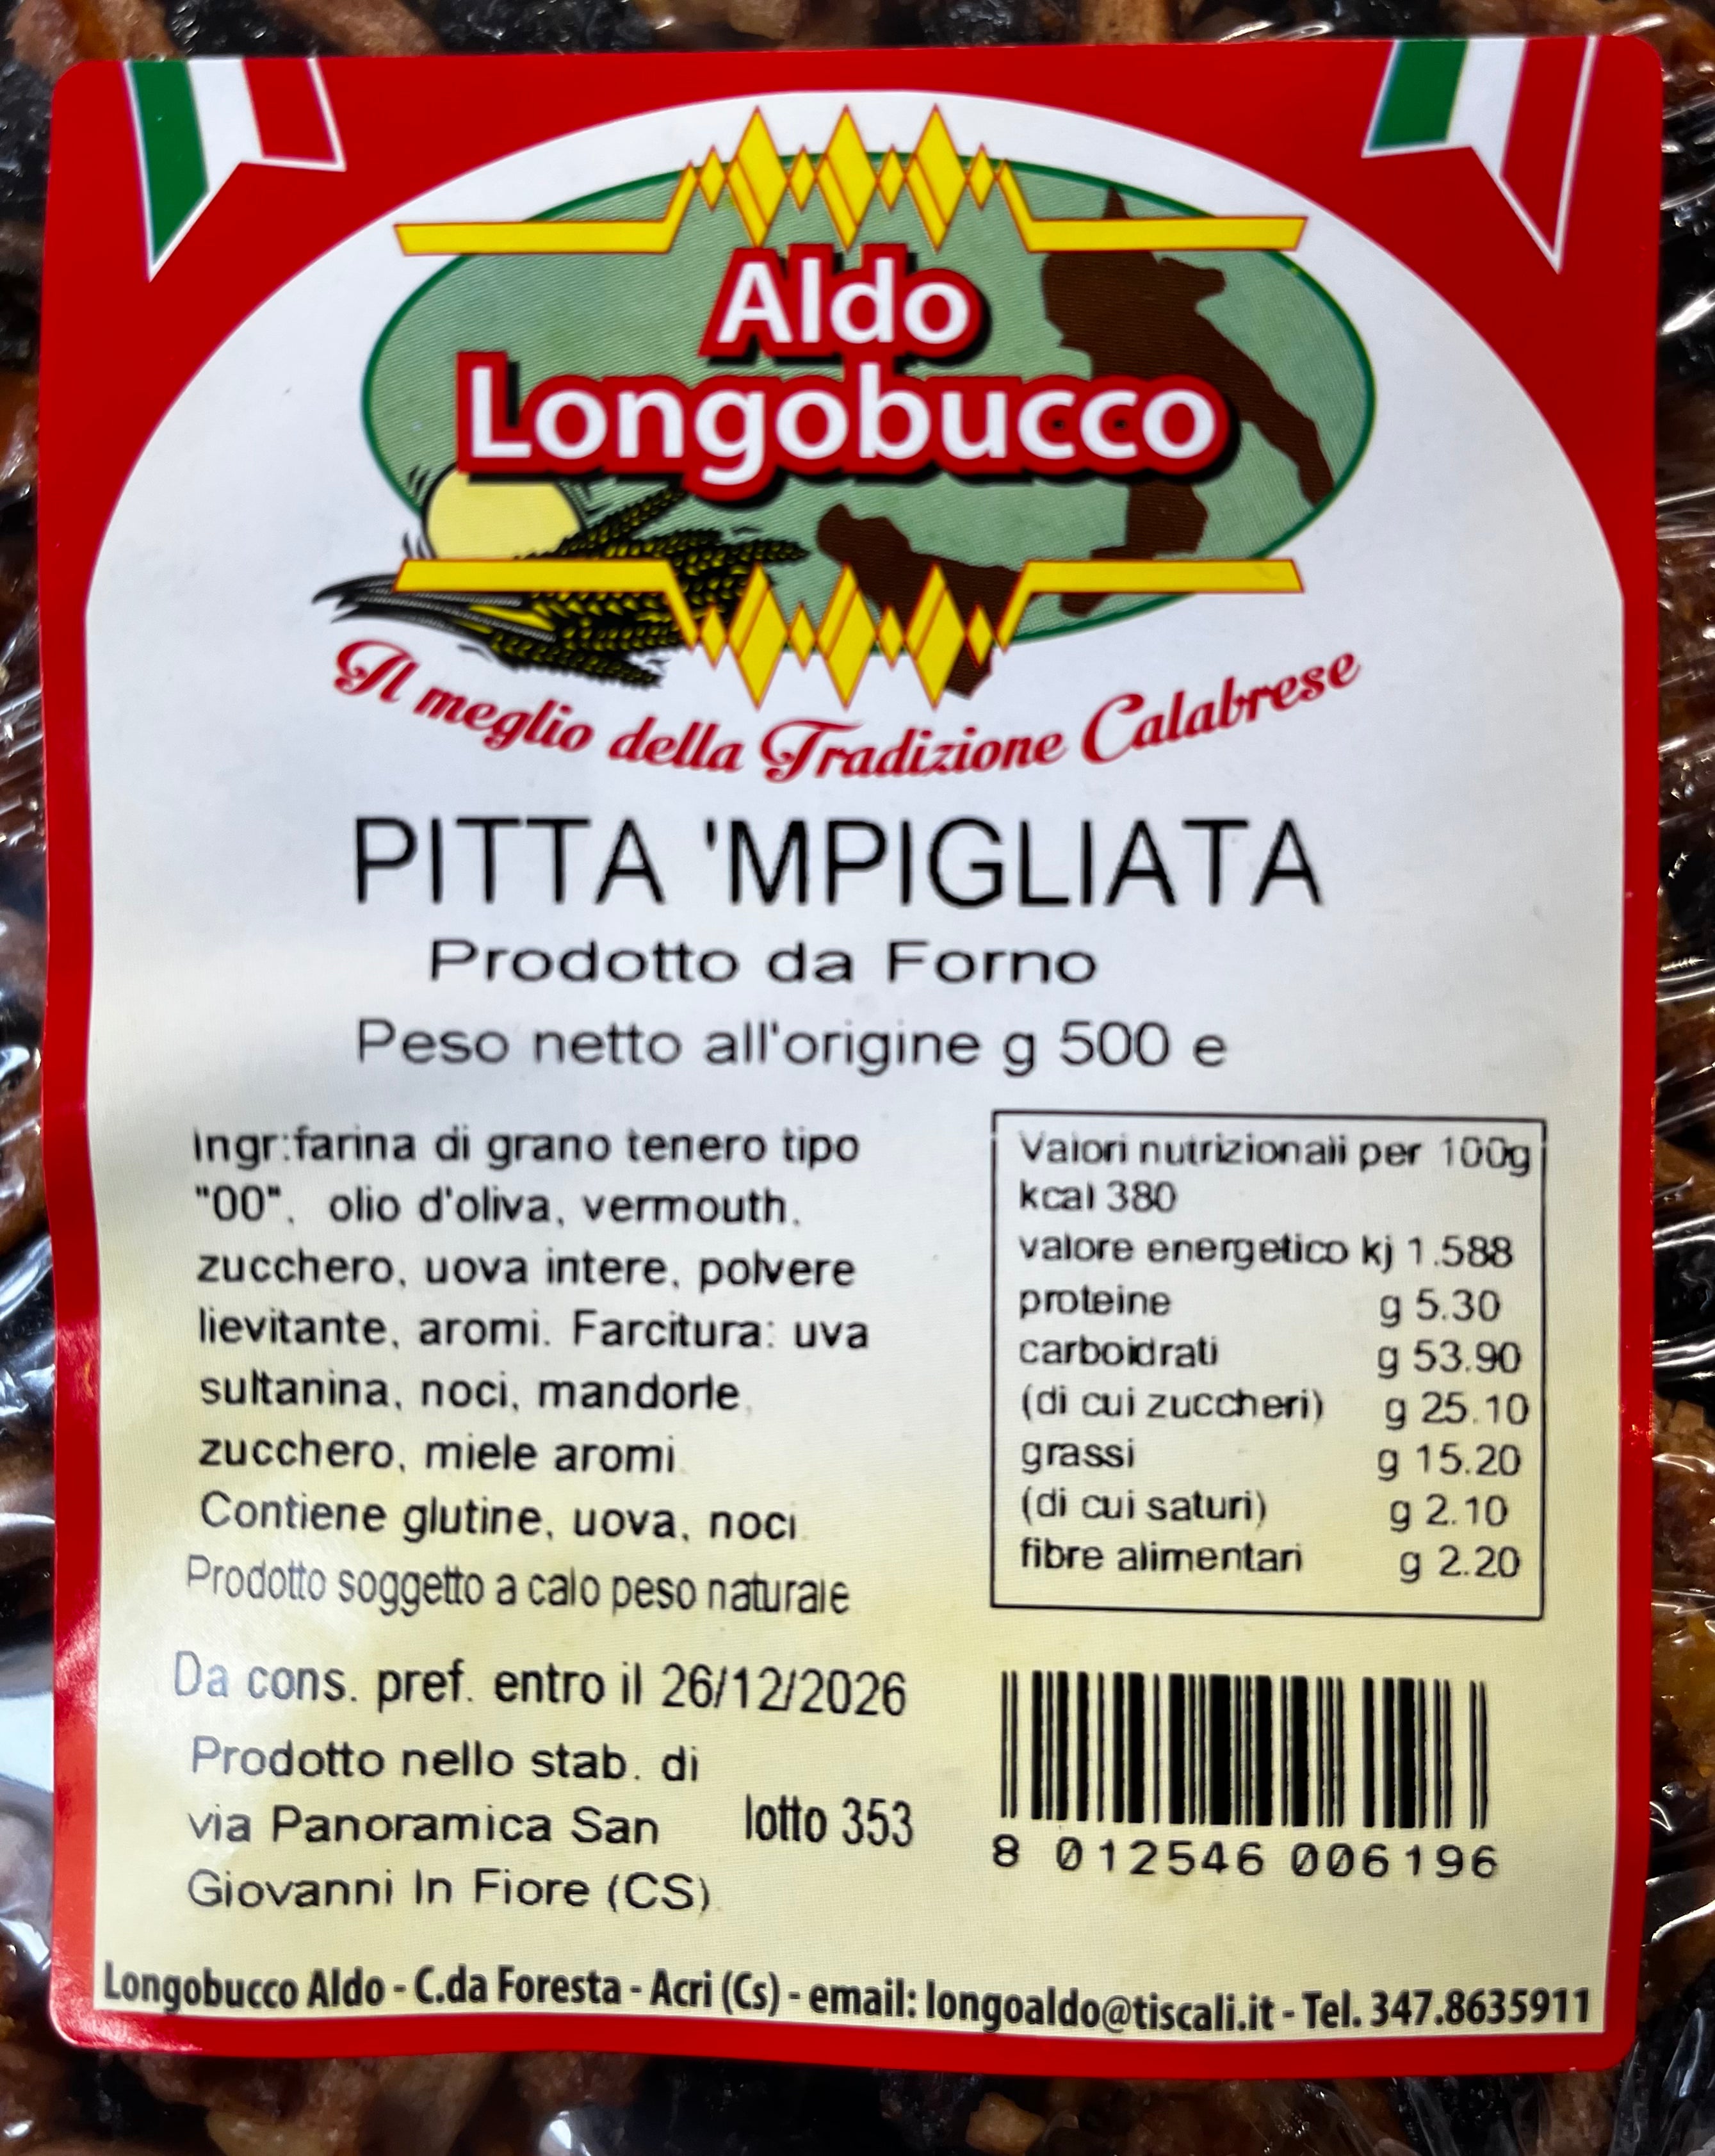 Aldo
Longobucco
Il meglio della Tradizione Calabrese
PITTA 'MPIGLIATA
Prodotto da Forno
Peso netto all'origine g 500 e
Ingr:farina di grano tenero tipo
"00", olio d'oliva, vermouth,
zucchero, uova intere, polvere
lievitante, aromi. Farcitura: uva
sultanina, noci, mandorle,
zucchero, miele aromi.
Contiene glutine, uova, noci.
Prodotto soggetto a calo peso naturale
Valori nutrizionali per 100g
kcal 380
valore energetico kj 1.588
proteine g 5.30
carboidrati g 53.90
(di cui zuccheri) g 25.10
grassi g 15.20
(di cui saturi) g 2.10
fibre alimentari g 2.20
Da cons. pref. entro il 26/12/2026
Prodotto nello stab. di
via Panoramica San
Giovanni In Fiore (CS).
lotto 353
8 012546 006196
Longobucco Aldo - C.da Foresta - Acri (Cs) - email: longoaldo@tiscali.it - Tel. 347.8635911